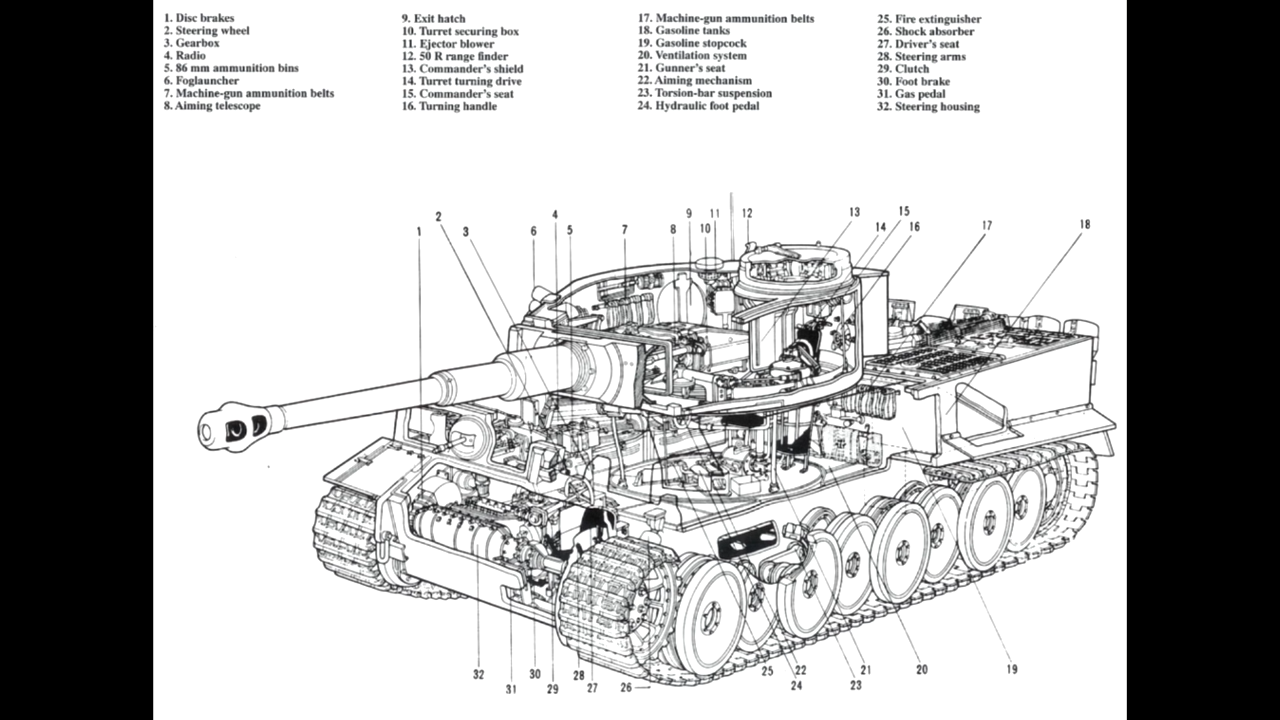 1. Disc brakes
2. Steering wheel
3. Gearbox
4. Radio
5. 86 mm ammunition bins
6. Foglauncher
7. Machine-gun ammunition belts
8. Aiming telescope
9. Exit hatch
10. Turret securing box
11. Ejector blower
12. 50 R range finder
13. Commander's shield
14. Turret turning drive
15. Commander's seat
16. Turning handle
17. Machine-gun ammunition belts
18. Gasoline tanks
19. Gasoline stopcock
20. Ventilation system
21. Gunner's seat
22. Aiming mechanism
23. Torsion-bar suspension
24. Hydraulic foot pedal
25. Fire extinguisher
26. Shock absorber
27. Driver's seat
28. Steering arms
29. Clutch
30. Foot brake
31. Gas pedal
32. Steering housing
1 2 3 4 6 5 7 8 9 10 11 12 13 14 15 16 17 18
32 31 30 29 28 27 26 25 22 24 21 23 20 19